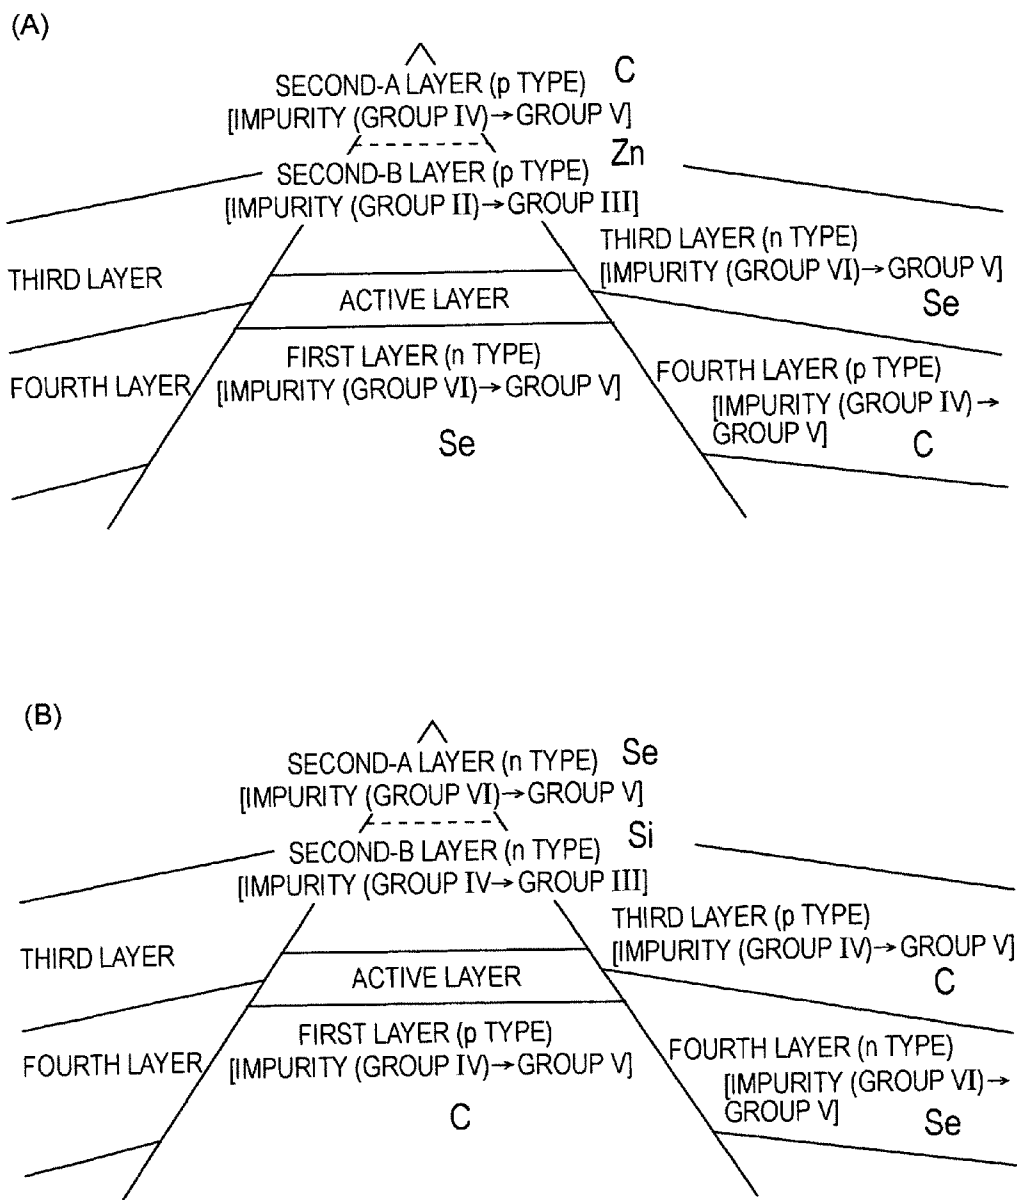 (A)
SECOND-A LAYER (p TYPE) C
[IMPURITY (GROUP IV)→GROUP V]
SECOND-B LAYER (p TYPE) Zn
[IMPURITY (GROUP II)→GROUP III]
THIRD LAYER
THIRD LAYER (n TYPE)
[IMPURITY (GROUP VI)→GROUP V]
Se
ACTIVE LAYER
FOURTH LAYER
FIRST LAYER (n TYPE)
[IMPURITY (GROUP VI)→GROUP V]
Se
FOURTH LAYER (p TYPE)
[IMPURITY (GROUP IV)→
GROUP V] C
(B)
SECOND-A LAYER (n TYPE) Se
[IMPURITY (GROUP VI)→GROUP V]
SECOND-B LAYER (n TYPE) Si
[IMPURITY (GROUP IV→GROUP III]
THIRD LAYER
THIRD LAYER (p TYPE)
[IMPURITY (GROUP IV)→GROUP V]
C
ACTIVE LAYER
FOURTH LAYER
FIRST LAYER (p TYPE)
[IMPURITY (GROUP IV)→GROUP V]
C
FOURTH LAYER (n TYPE)
[IMPURITY (GROUP VI)→
GROUP V] Se